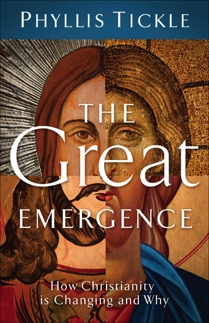 PHYLLIS TICKLE
THE
Great
EMERGENCE
How Christianity
is Changing and Why